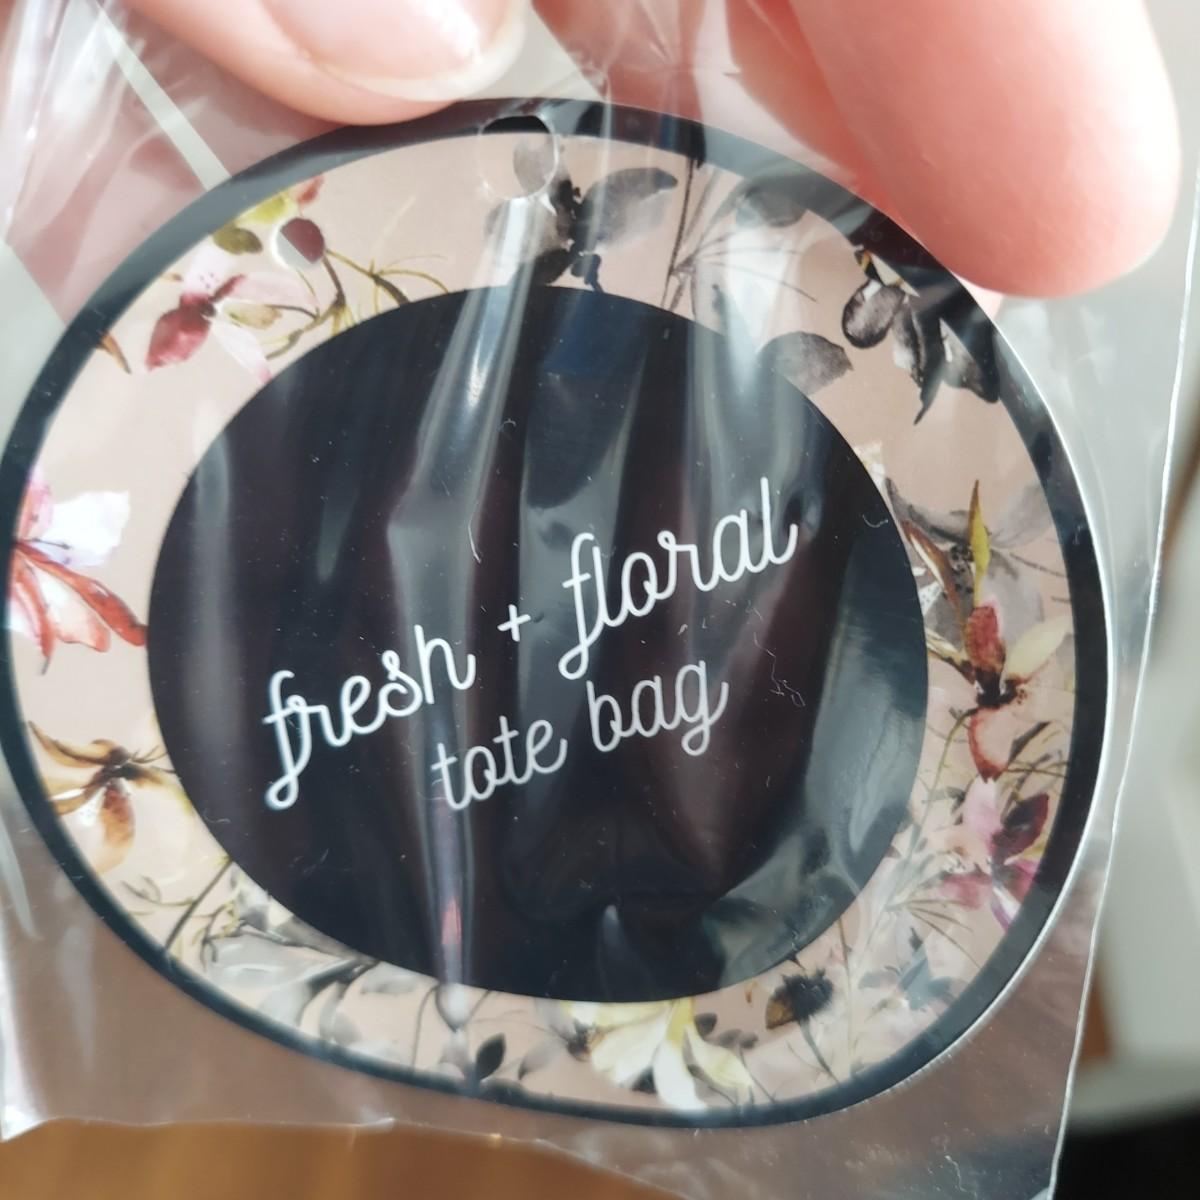 fresh + floral
tote bag